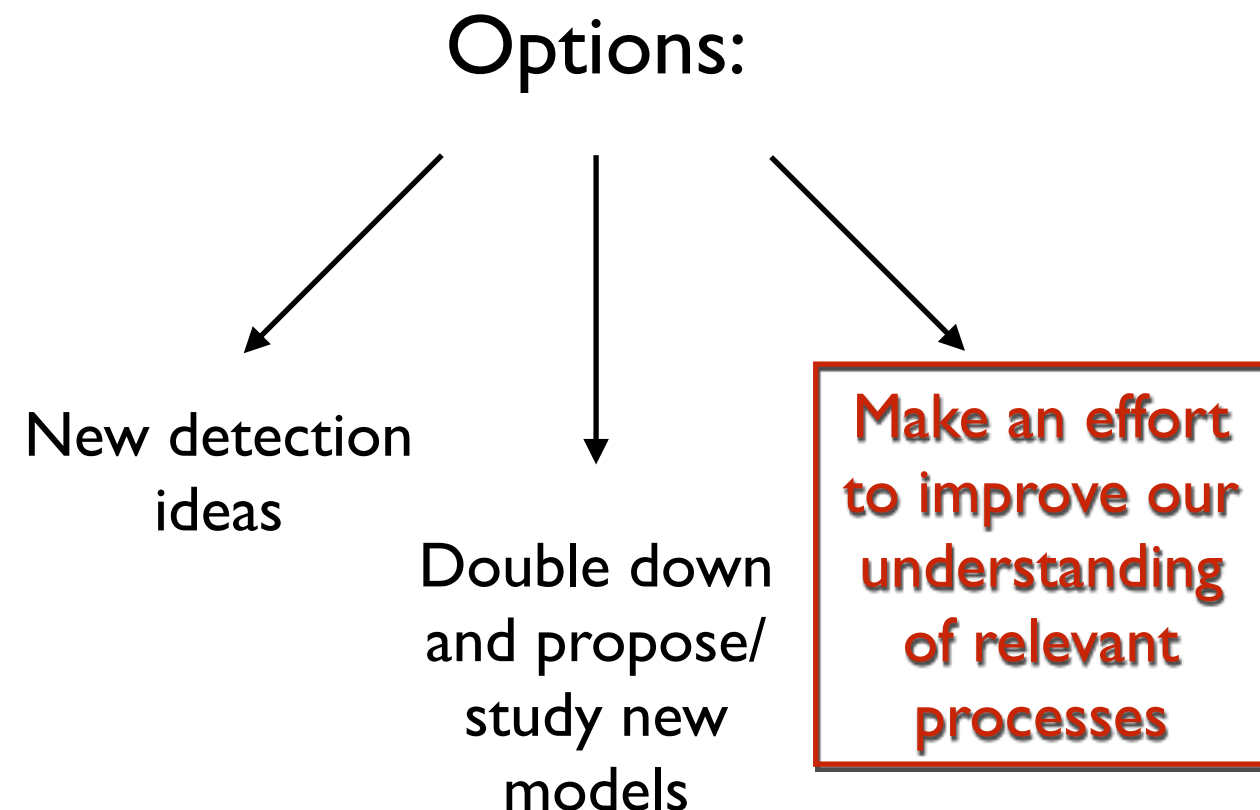 Options:
New detection
ideas
Double down
and propose/
study new
models
Make an effort
to improve our
understanding
of relevant
processes